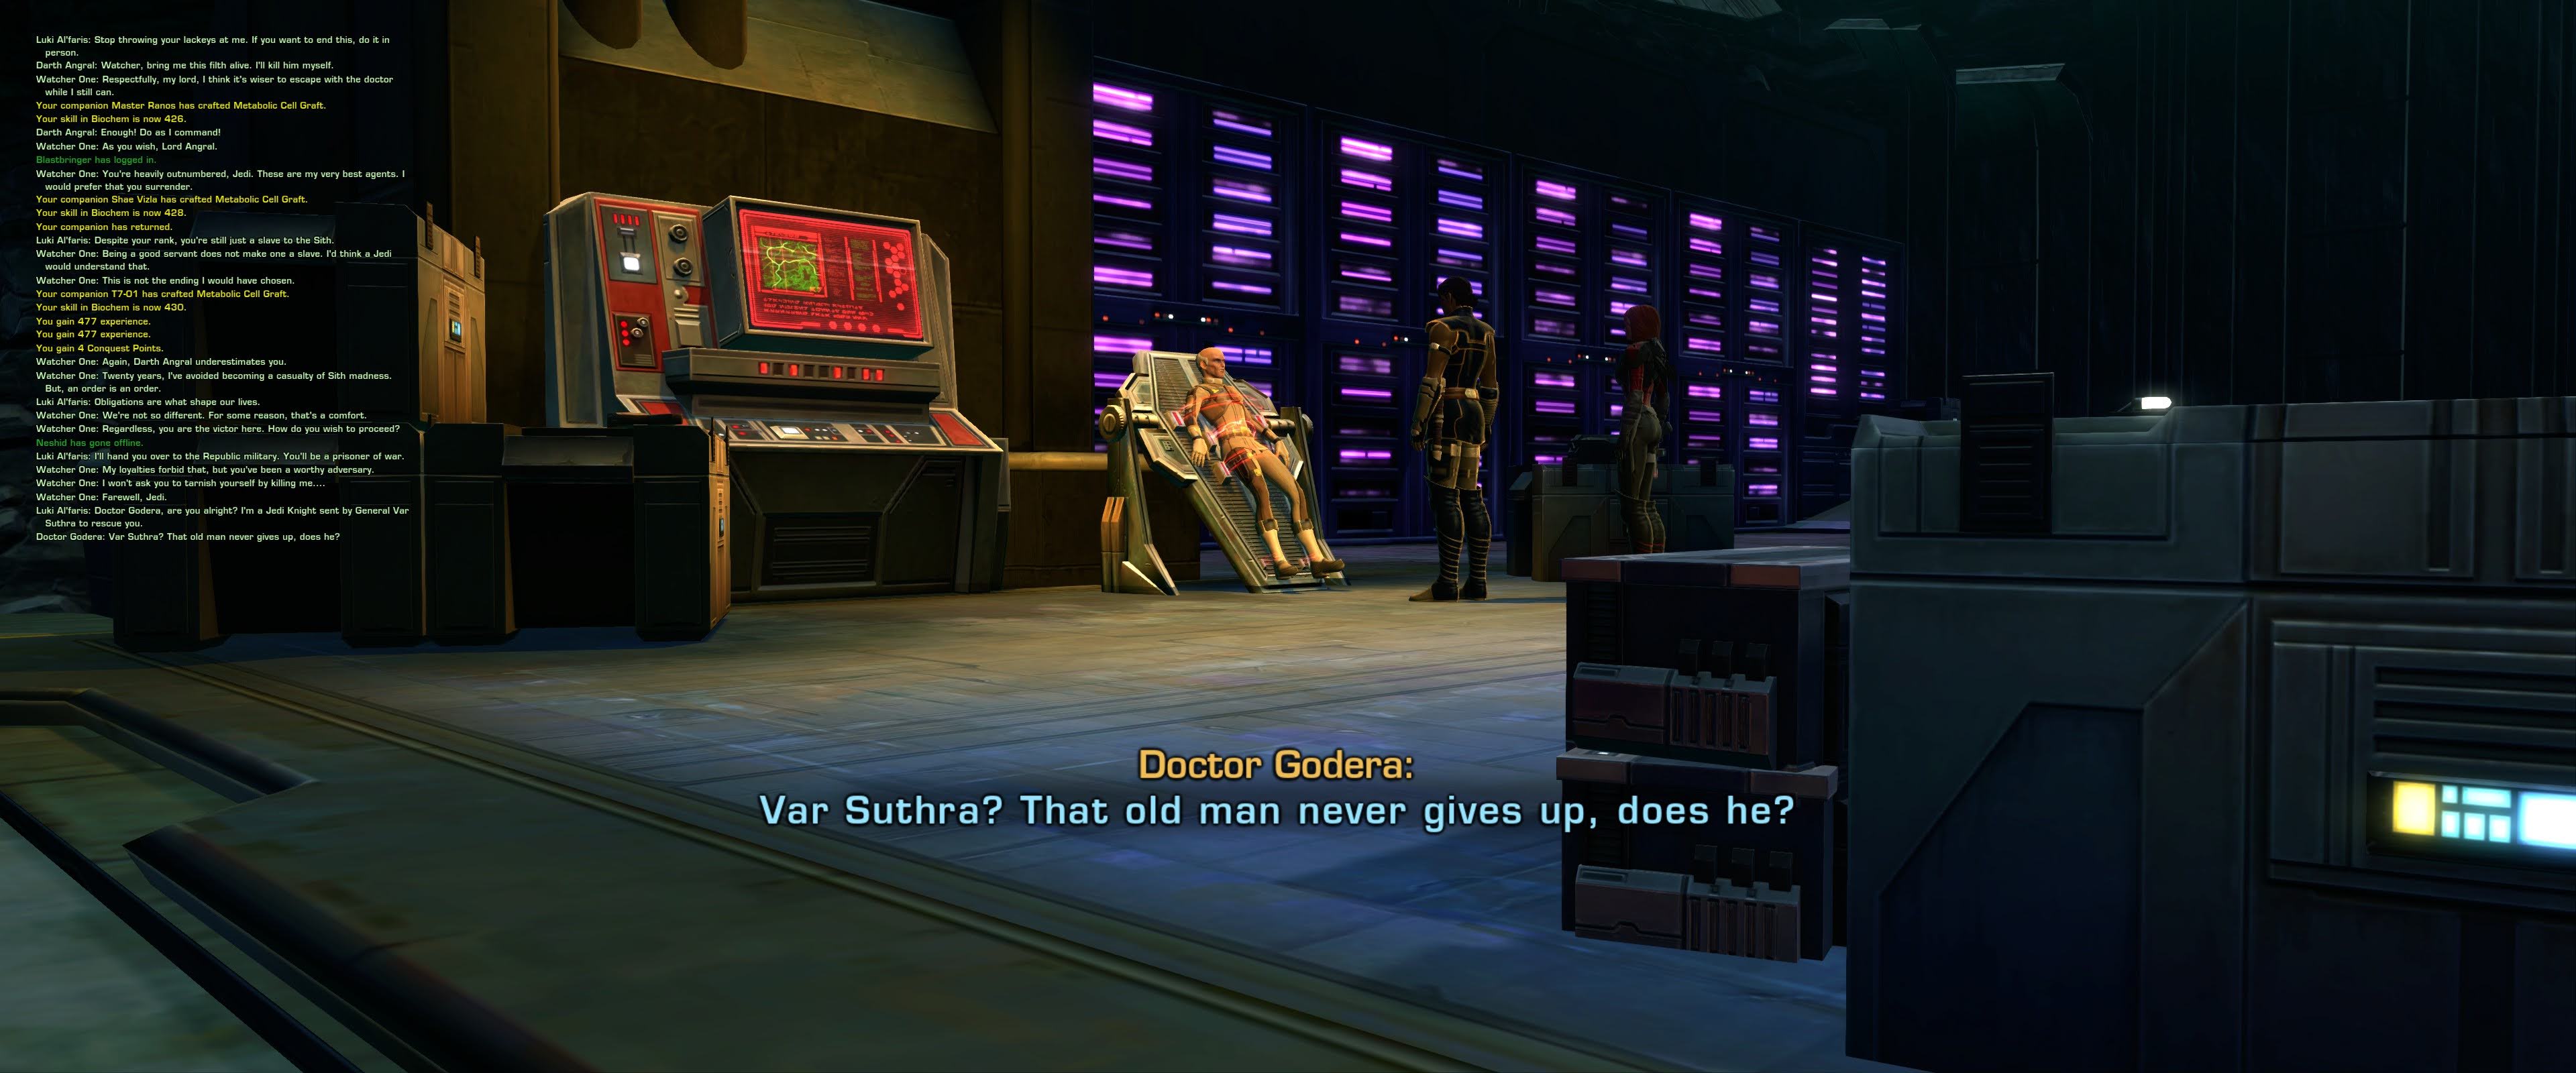 Luki Al'faris: Stop throwing your lackeys at me. If you want to end this, do it in
person.
Darth Angral: Watcher, bring me this filth alive. I'll kill him myself.
Watcher One: Respectfully, my lord, I think it's wiser to escape with the doctor
while I still can.
Your companion Master Ranos has crafted Metabolic Cell Graft.
Your skill in Biochem is now 426.
Darth Angral: Enough! Do as I command!
Watcher One: As you wish, Lord Angral.
Blastbringer has logged in.
Watcher One: You're heavily outnumbered, Jedi. These are my very best agents. I
would prefer that you surrender.
Your companion Shae Vizla has crafted Metabolic Cell Graft.
Your skill in Biochem is now 428.
Your companion has returned.
Luki Al'faris: Despite your rank, you're still just a slave to the Sith.
Watcher One: Being a good servant does not make one a slave. I'd think a Jedi
would understand that.
Watcher One: This is not the ending I would have chosen.
Your companion T7-01 has crafted Metabolic Cell Graft.
Your skill in Biochem is now 430.
You gain 477 experience.
You gain 477 experience.
You gain 4 Conquest Points.
Watcher One: Again, Darth Angral underestimates you.
Watcher One: Twenty years, I've avoided becoming a casualty of Sith madness.
But, an order is an order.
Luki Al'faris: Obligations are what shape our lives.
Watcher One: We're not so different. For some reason, that's a comfort.
Watcher One: Regardless, you are the victor here. How do you wish to proceed?
Neshid has gone offline.
Luki Al'faris: I'll hand you over to the Republic military. You'll be a prisoner of war.
Watcher One: My loyalties forbid that, but you've been a worthy adversary.
Watcher One: I won't ask you to tarnish yourself by killing me....
Watcher One: Farewell, Jedi.
Luki Al'faris: Doctor Godera, are you alright? I'm a Jedi Knight sent by General Var
Suthra to rescue you.
Doctor Godera: Var Suthra? That old man never gives up, does he?
Doctor Godera:
Var Suthra? That old man never gives up, does he?